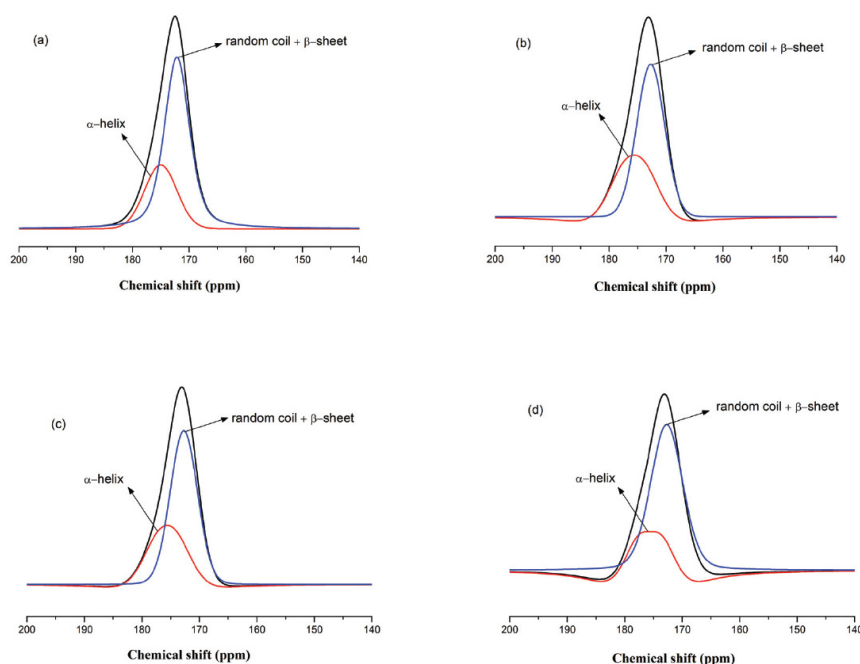 (a)
random coil + β–sheet
α–helix
200 190 180 170 160 150 140
Chemical shift (ppm)
(b)
random coil + β–sheet
α–helix
200 190 180 170 160 150 140
Chemical shift (ppm)
(c)
random coil + β–sheet
α–helix
200 190 180 170 160 150 140
Chemical shift (ppm)
(d)
random coil + β–sheet
α–helix
200 190 180 170 160 150 140
Chemical shift (ppm)